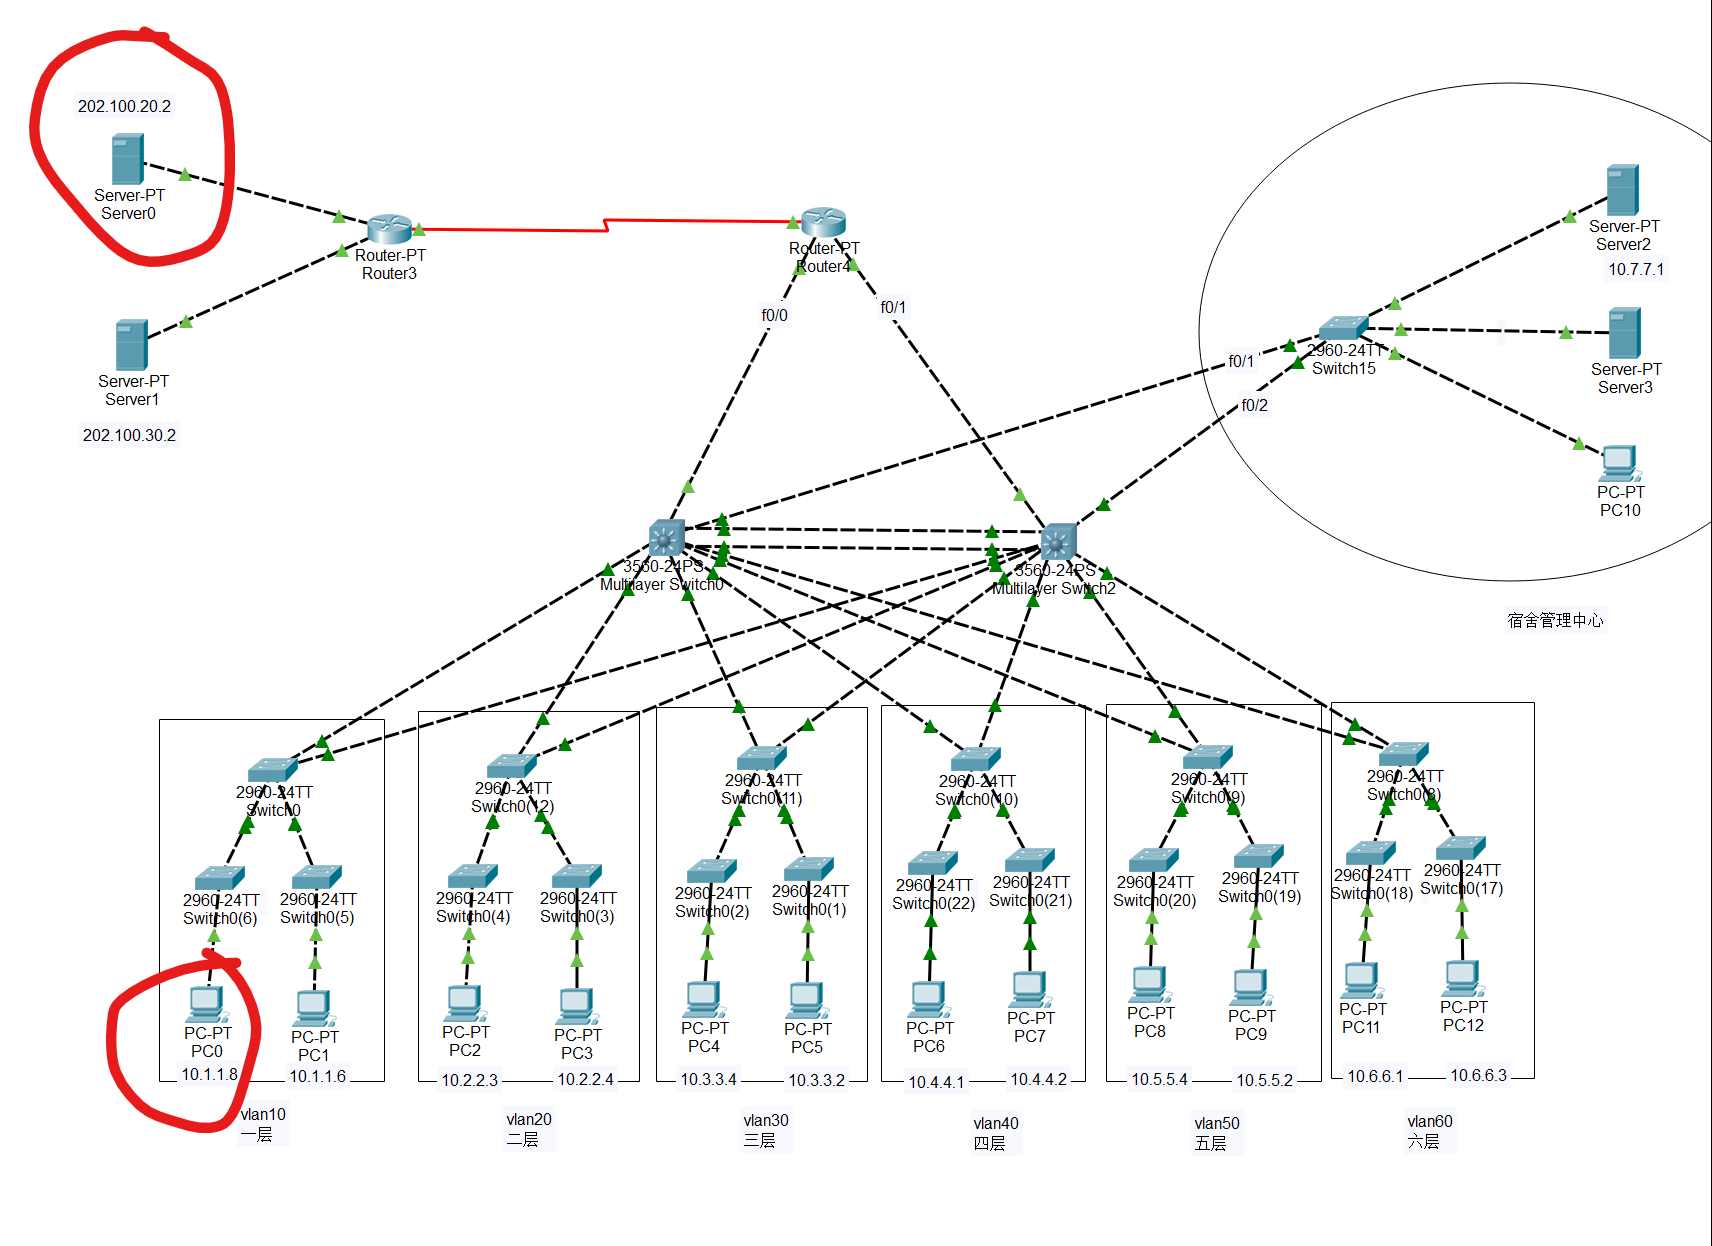 202.100.20.2
Server-PT
Server0
Router-PT
Router3
Router-PT
Router4
Server-PT
Server1
202.100.30.2
f0/0
f0/1
Server-PT
Server2
10.7.7.1
f0/1
2960-24TT
Switch15
f0/2
Server-PT
Server3
PC-PT
PC10
3560-24PS
Multilayer Switch0
3560-24PS
Multilayer Switch2
宿舍管理中心
2960-24TT
Switch0
2960-24TT
Switch0(12)
2960-24TT
Switch0(11)
2960-24TT
Switch0(10)
2960-24TT
Switch0(9)
2960-24TT
Switch0(8)
2960-24TT
Switch0(6)
2960-24TT
Switch0(5)
2960-24TT
Switch0(4)
2960-24TT
Switch0(3)
2960-24TT
Switch0(2)
2960-24TT
Switch0(1)
2960-24TT
Switch0(22)
2960-24TT
Switch0(21)
2960-24TT
Switch0(20)
2960-24TT
Switch0(19)
2960-24TT
Switch0(18)
2960-24TT
Switch0(17)
PC-PT
PC0
10.1.1.8
PC-PT
PC1
10.1.1.6
PC-PT
PC2
10.2.2.3
PC-PT
PC3
10.2.2.4
PC-PT
PC4
10.3.3.4
PC-PT
PC5
10.3.3.2
PC-PT
PC6
10.4.4.1
PC-PT
PC7
10.4.4.2
PC-PT
PC8
10.5.5.4
PC-PT
PC9
10.5.5.2
PC-PT
PC11
10.6.6.1
PC-PT
PC12
10.6.6.3
vlan10
一层
vlan20
二层
vlan30
三层
vlan40
四层
vlan50
五层
vlan60
六层